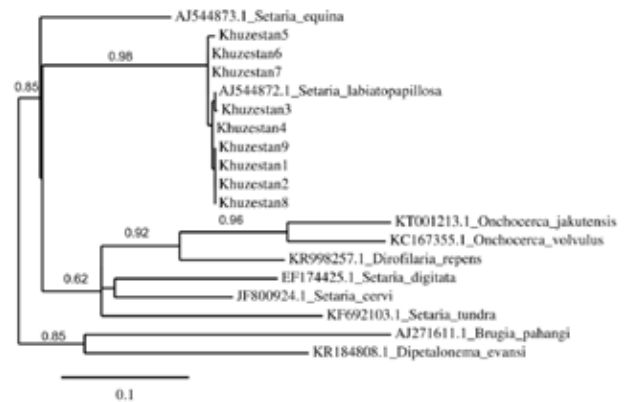 AJ544873.1_Setaria_equina
Khuzestan5
0.98
Khuzestan6
Khuzestan7
0.85
AJ544872.1_Setaria_labiatopapillosa
Khuzestan3
Khuzestan4
Khuzestan9
Khuzestan1
Khuzestan2
Khuzestan8
0.96
KT001213.1_Onchocerca_jakutensis
0.92
KC167355.1_Onchocerca_volvulus
KR998257.1_Dirofilaria_repens
0.62
EF174425.1_Setaria_digitata
JF800924.1_Setaria_cervi
KF692103.1_Setaria_tundra
0.85
AJ271611.1_Brugia_pahangi
KR184808.1_Dipetalonema_evansi
0.1